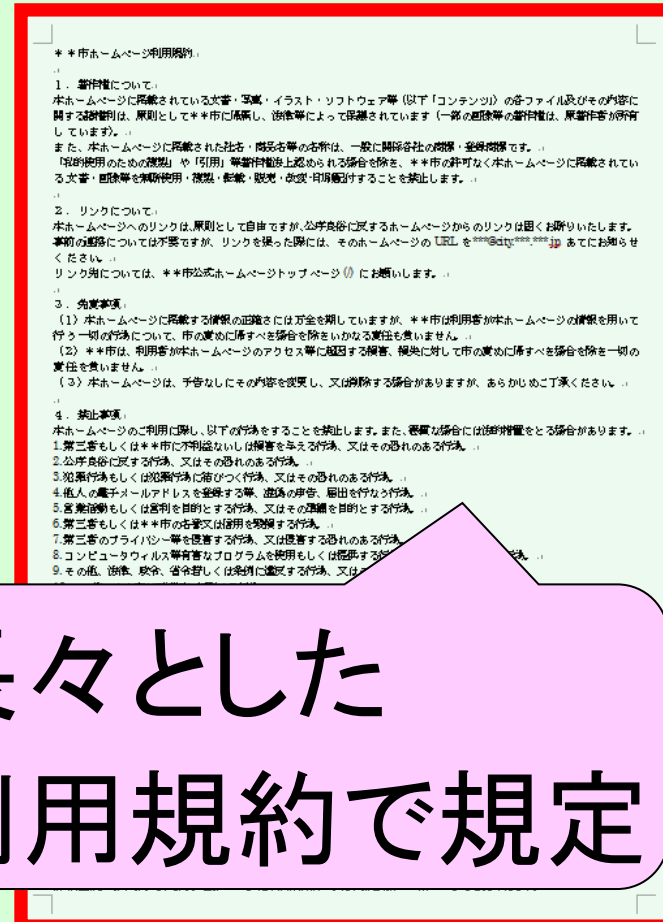 ＊＊市ホームページ利用規約
１．著作権について
本ホームページに掲載されている文書・写真・イラスト・ソフトウェア等（以下「コンテンツ」）の各ファイル及びその内容に
関する諸権利は、原則として＊＊市に帰属し、法律等によって保護されています（一部の画像等の著作権は、原著作者が所有
しています）。
また、本ホームページに掲載された社名・商品名等の名称は、一般に関係各社の商標・登録商標です。
「私的使用のための複製」や「引用」等著作権法上認められる場合を除き、＊＊市の許可なく本ホームページに掲載されてい
る文書・画像等を無断使用・複製・転載・販売・改変・印刷配付することを禁止します。
２．リンクについて
本ホームページへのリンクは、原則として自由ですが、公序良俗に反するホームページからのリンクは固くお断りいたします。
事前の連絡については不要ですが、リンクを張った際には、そのホームページの URL を***@city.***.***.jp あてにお知らせ
ください。
リンク先については、＊＊市公式ホームページトップページ(/) にお願いします。
３．免責事項
（１）本ホームページに掲載する情報の正確さには万全を期していますが、＊＊市は利用者が本ホームページの情報を用いて
行う一切の行為について、市の責めに帰すべき場合を除きいかなる責任も負いません。
（２）＊＊市は、利用者が本ホームページのアクセス等に起因する損害、損失に対して市の責めに帰すべき場合を除き一切の
責任を負いません。
（３）本ホームページは、予告なしにその内容を変更し、又は削除する場合がありますが、あらかじめご了承ください。
４．禁止事項
本ホームページのご利用に際し、以下の行為をすることを禁止します。また、悪質な場合には法的措置をとる場合があります。
1.第三者もしくは＊＊市に不利益ないしは損害を与える行為、又はその恐れのある行為。
2.公序良俗に反する行為、又はその恐れのある行為。
3.犯罪行為もしくは犯罪行為に結びつく行為、又はその恐れのある行為。
4.他人の電子メールアドレスを登録する等、虚偽の申告、届出を行なう行為。
5.営業活動もしくは営利を目的とする行為、又はその準備を目的とする行為。
6.第三者もしくは＊＊市の名誉又は信用を毀損する行為。
7.第三者のプライバシー等を侵害する行為、又は侵害する恐れのある行為
8.コンピュータウィルス等有害なプログラムを使用もしくは提供する
9.その他、法律、政令、省令若しくは条例に違反する行為、又は
々とした
用規約で規定